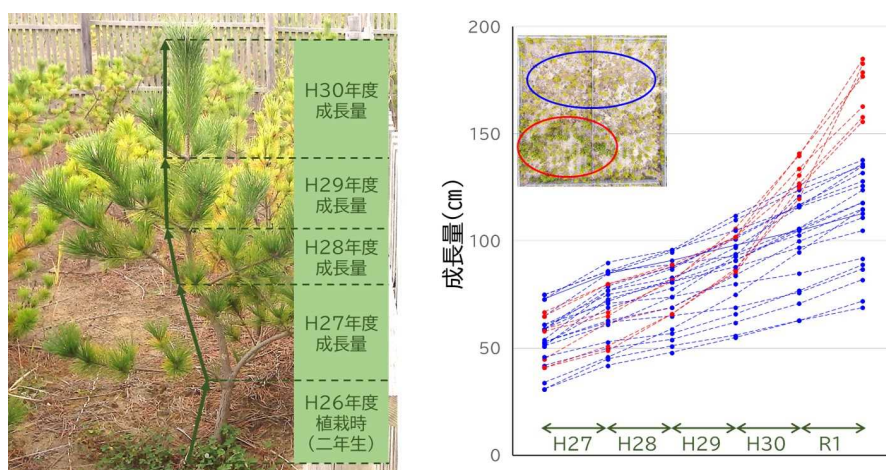 H30年度
成長量
H29年度
成長量
H28年度
成長量
H27年度
成長量
H26年度
植栽時
(二年生)
成長量(㎝)
200
150
100
50
0
H27
H28
H29
H30
R1